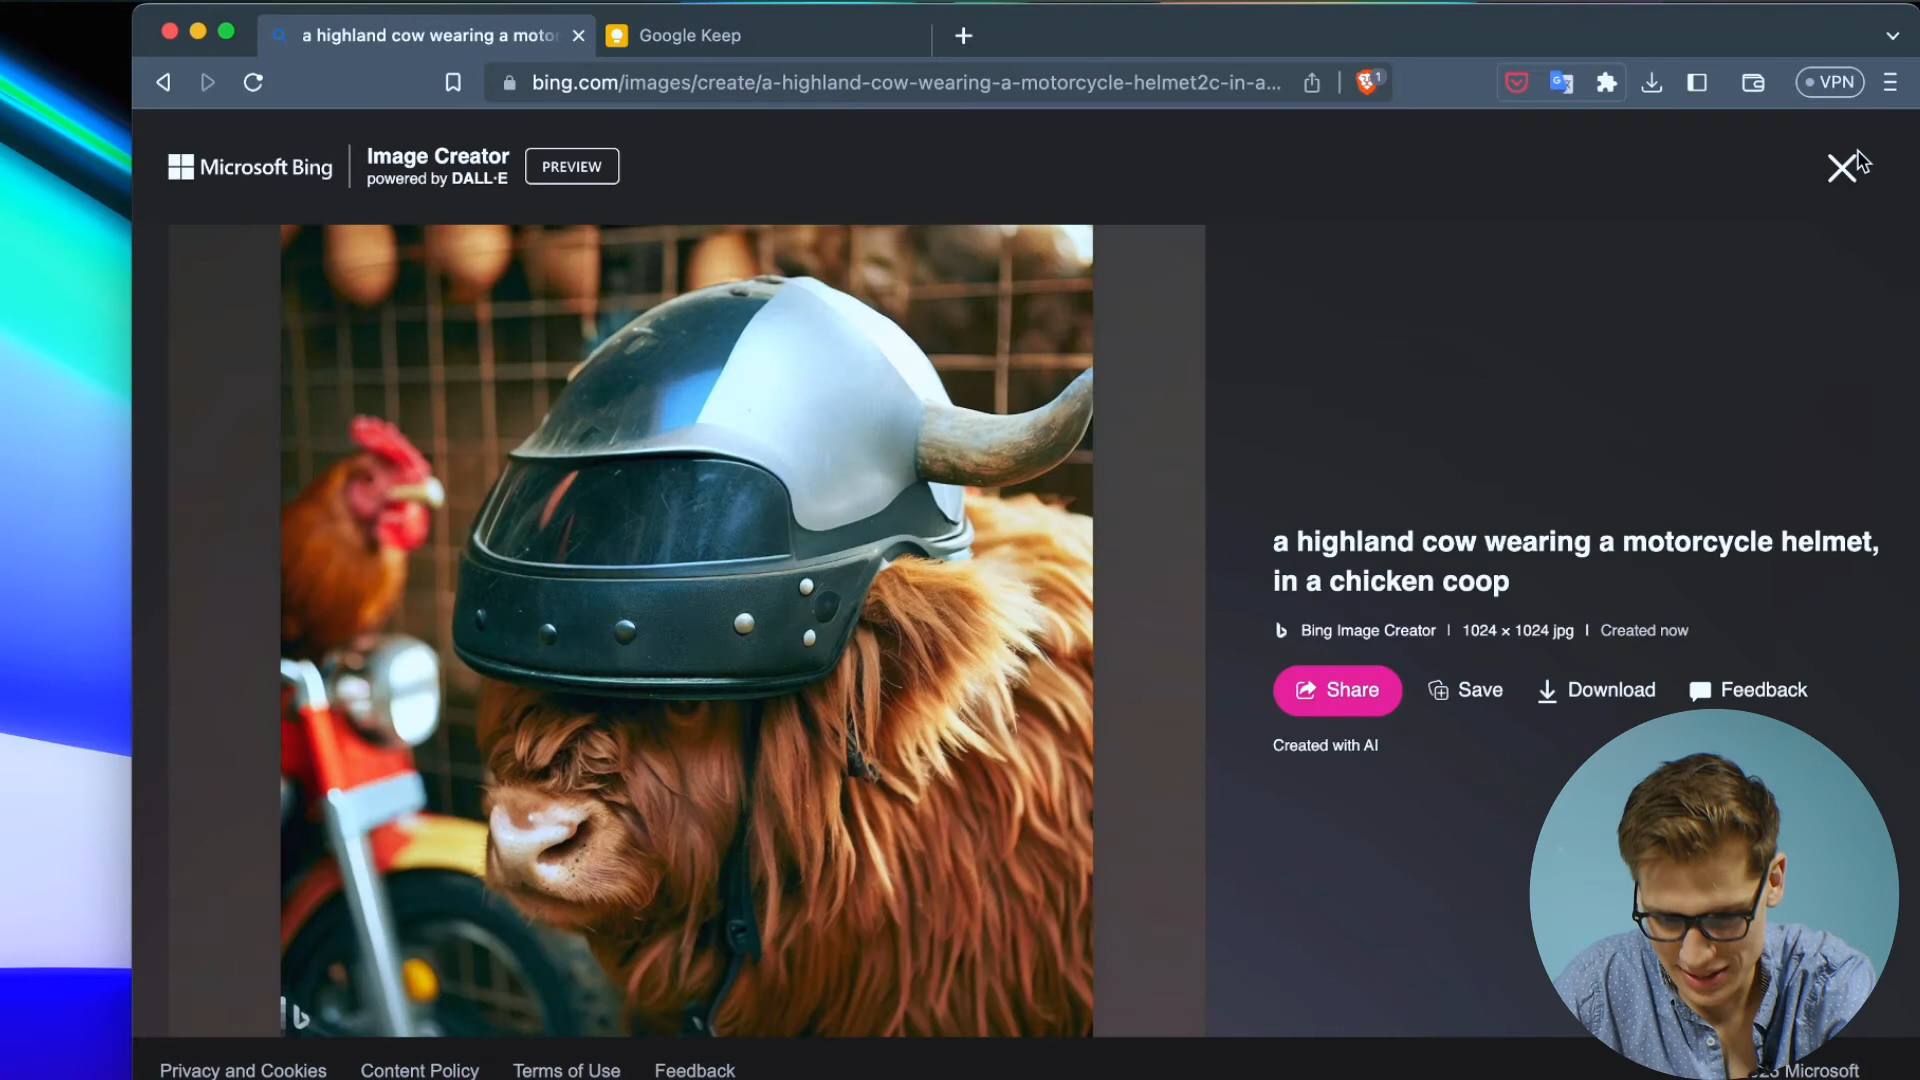 a highland cow wearing a moto
Google Keep
bing.com/images/create/a-highland-cow-wearing-a-motorcycle-helmet2c-in-a...
1
VPN
Microsoft Bing
Image Creator
powered by DALL·E
PREVIEW
a highland cow wearing a motorcycle helmet,
in a chicken coop
Bing Image Creator | 1024 × 1024 jpg | Created now
Share
Save
Download
Feedback
Created with AI
Privacy and Cookies
Content Policy
Terms of Use
Feedback
Microsoft